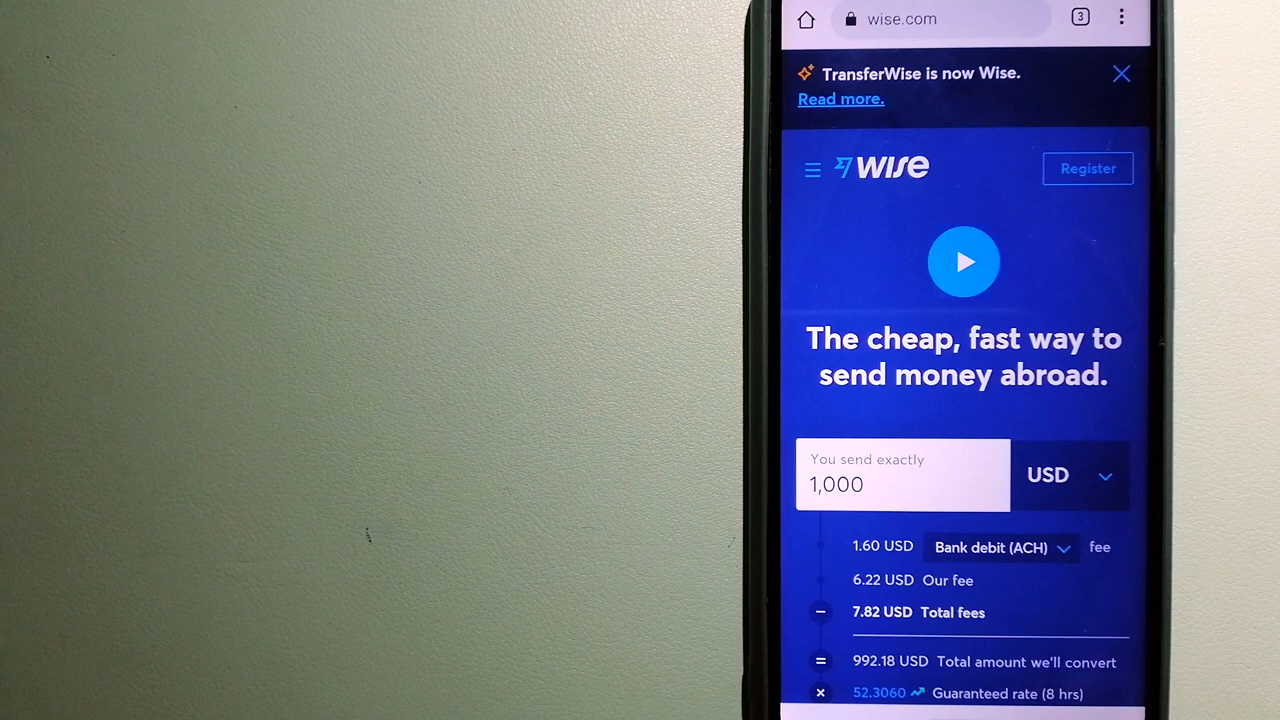 wise.com
3
TransferWise is now Wise.
Read more.
wise
Register
The cheap, fast way to
send money abroad.
You send exactly
1,000
USD
1.60 USD Bank debit (ACH) fee
6.22 USD Our fee
7.82 USD Total fees
992.18 USD Total amount we'll convert
52.3060 Guaranteed rate (8 hrs)